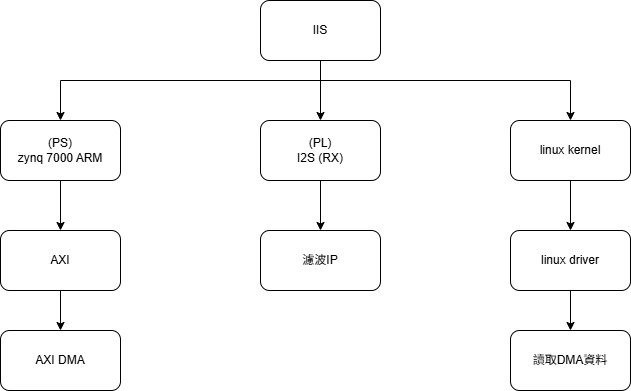 IIS
(PS)
zynq 7000 ARM
(PL)
I2S (RX)
linux kernel
AXI
濾波IP
linux driver
AXI DMA
讀取DMA資料